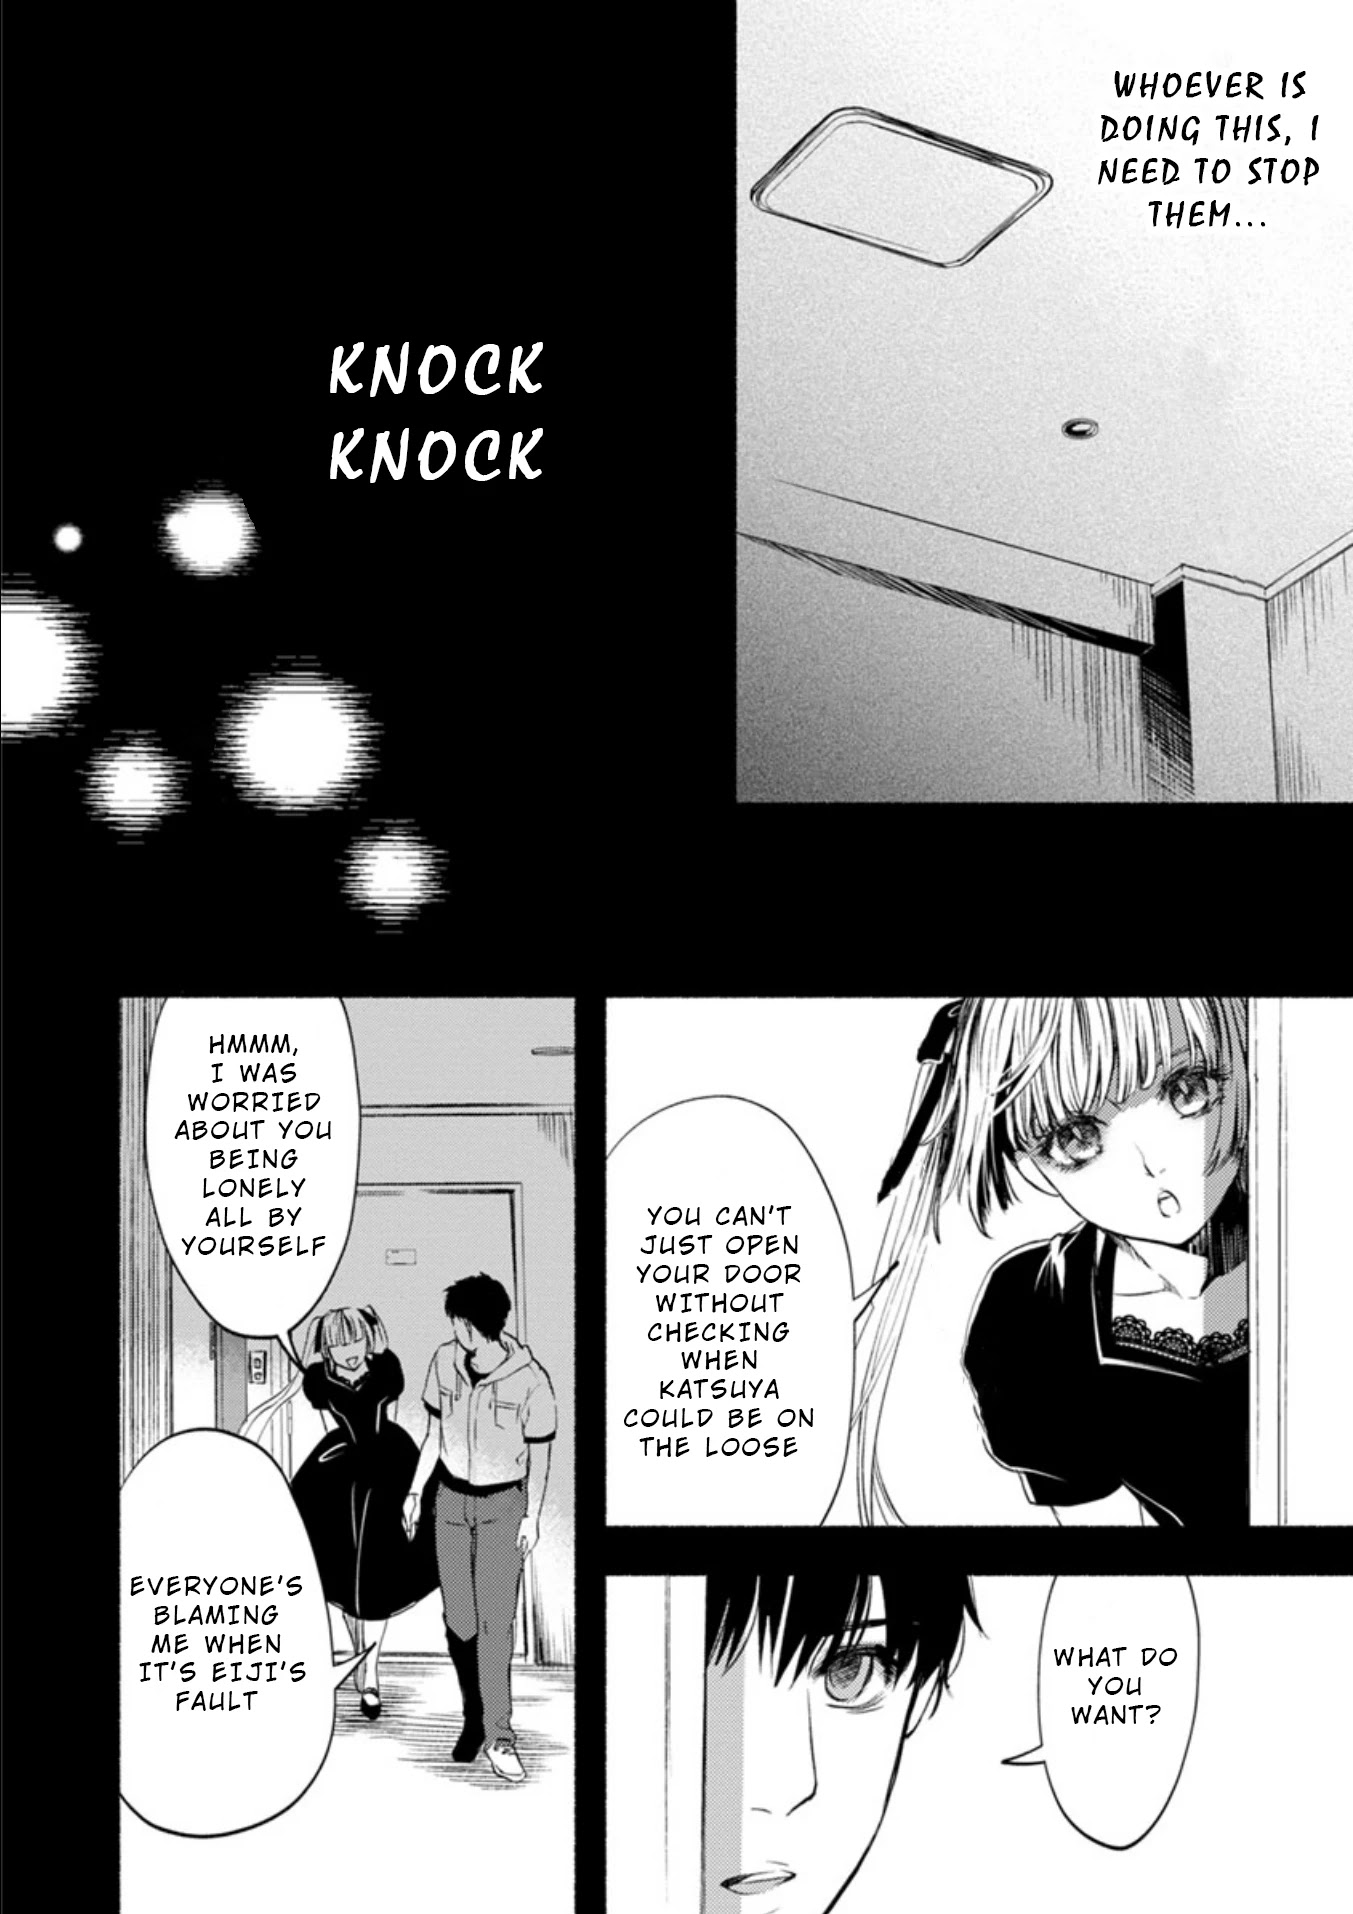 WHOEVER IS
DOING THIS, I
NEED TO STOP
THEM...
KNOCK
KNOCK
YOU CAN'T
JUST OPEN
YOUR DOOR
WITHOUT
CHECKING
WHEN
KATSUYA
COULD BE ON
THE LOOSE
WHAT DO
YOU
WANT?
HMMM,
I WAS
WORRIED
ABOUT YOU
BEING
LONELY
ALL BY
YOURSELF
EVERYONE'S
BLAMING
ME WHEN
IT'S EIJI'S
FAULT